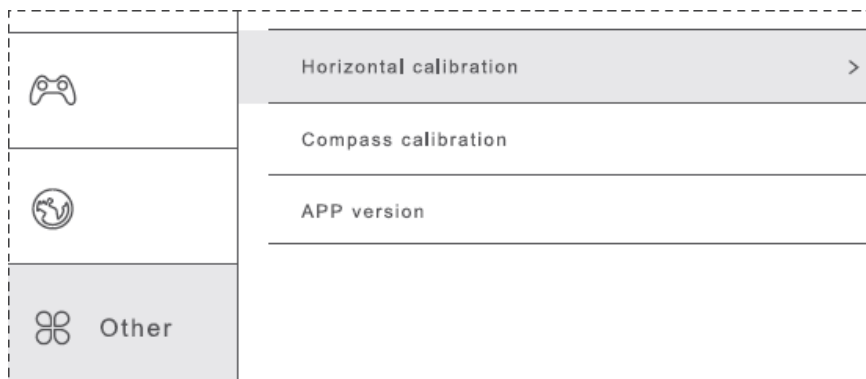 Horizontal calibration >
Compass calibration
APP version
Other